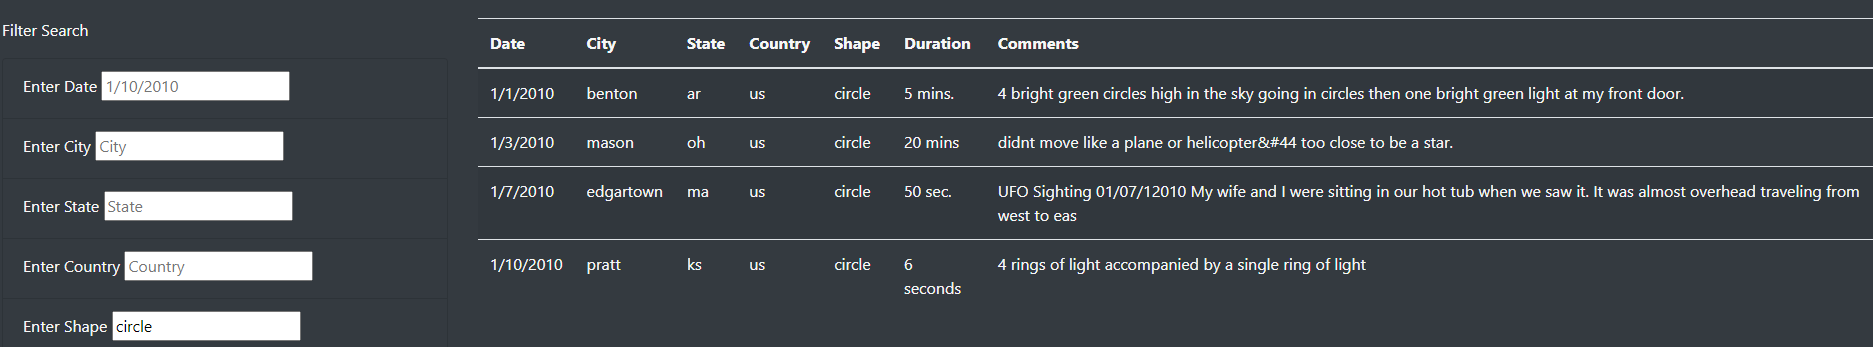 Filter Search
Enter Date 1/10/2010
Enter City City
Enter State State
Enter Country Country
Enter Shape circle
Date City State Country Shape Duration Comments
1/1/2010 benton ar us circle 5 mins. 4 bright green circles high in the sky going in circles then one bright green light at my front door.
1/3/2010 mason oh us circle 20 mins didnt move like a plane or helicopter&#44 too close to be a star.
1/7/2010 edgartown ma us circle 50 sec. UFO Sighting 01/07/12010 My wife and I were sitting in our hot tub when we saw it. It was almost overhead traveling from
west to eas
1/10/2010 pratt ks us circle 6 4 rings of light accompanied by a single ring of light
seconds